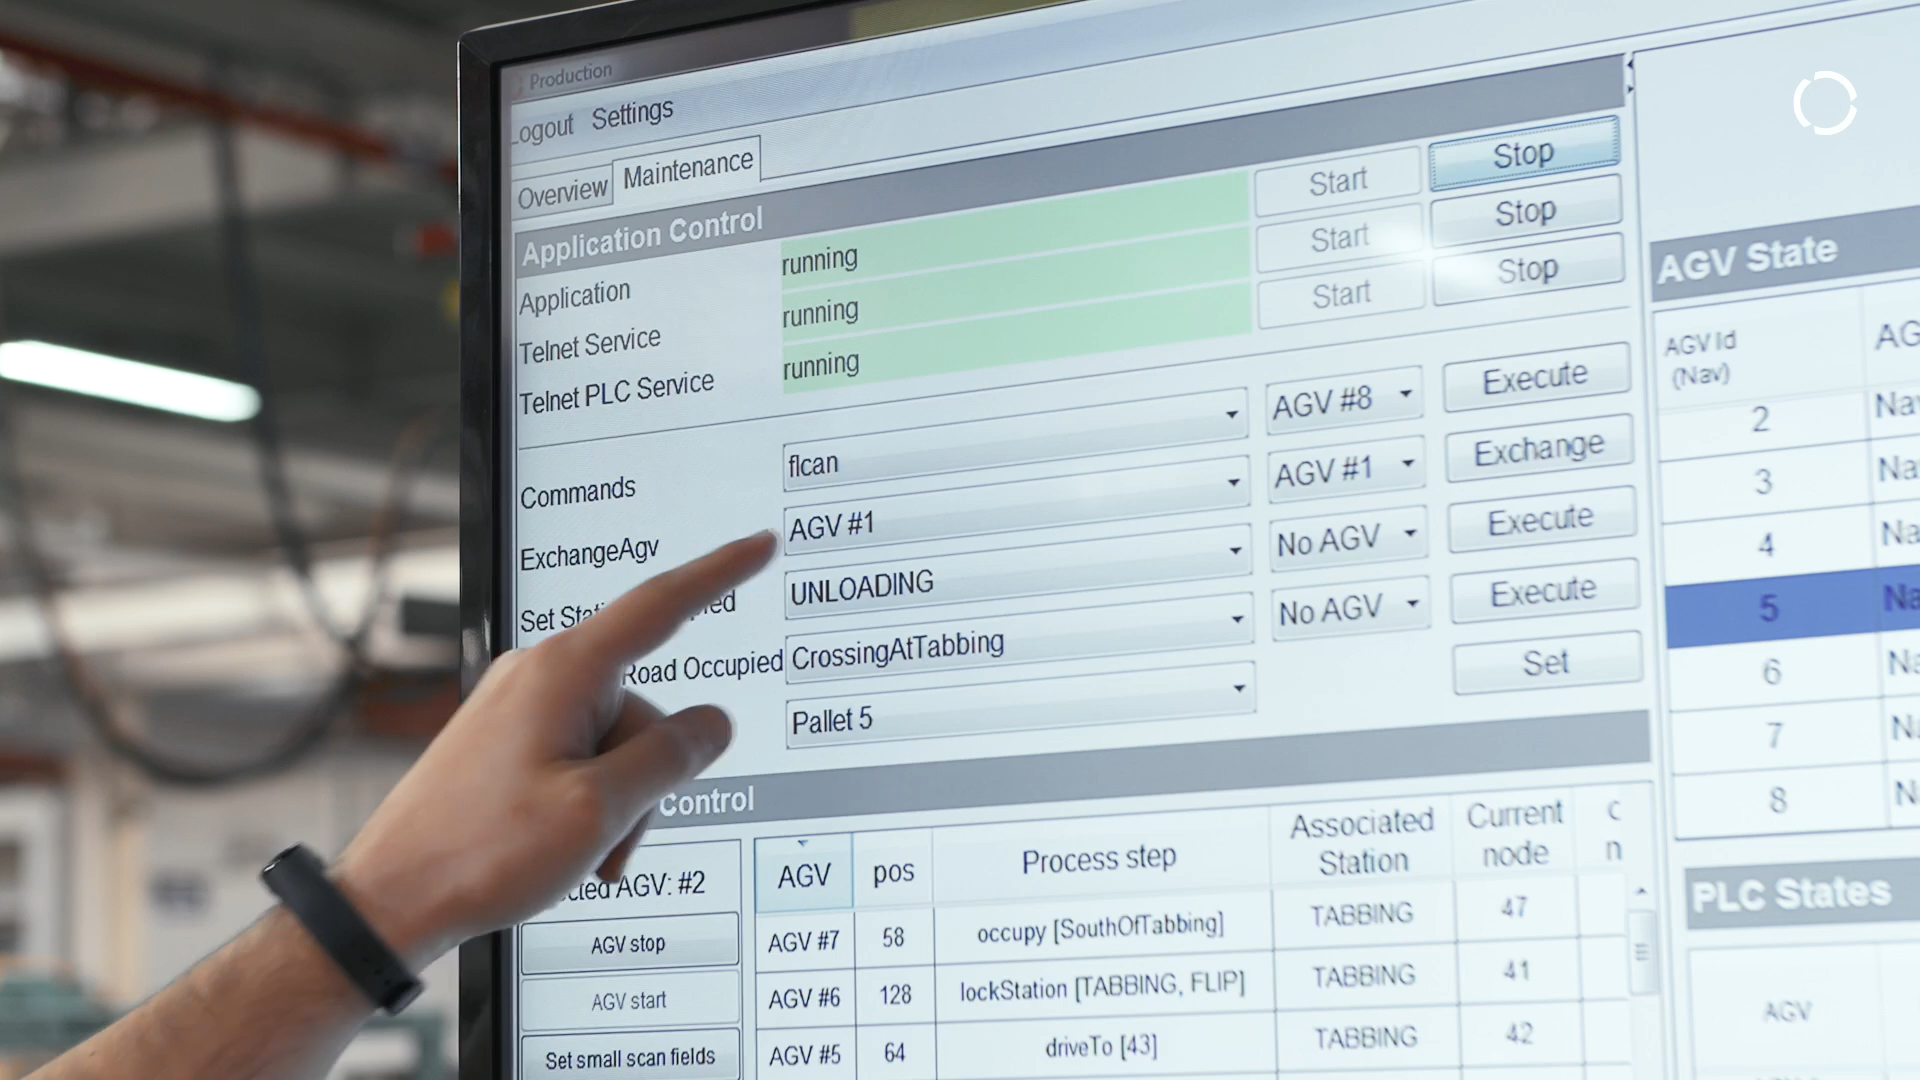 Production
Logout Settings
Overview Maintenance
Application Control
Application running Start Stop
Telnet Service running Start Stop
Telnet PLC Service running Start Stop
Commands flcan AGV #8 Execute
ExchangeAgv AGV #1 AGV #1 Exchange
Set UNLOADING No AGV Execute
Road Occupied CrossingAtTabbing No AGV Execute
Pallet 5 Set
Control
AGV: #2
AGV stop
AGV start
Set small scan fields
AGV pos Process step Associated Station Current node
AGV #7 58 occupy [SouthOfTabbing] TABBING 47
AGV #6 128 lockStation [TABBING, FLIP] TABBING 41
AGV #5 64 driveTo [43] TABBING 42
AGV State
AGV Id
(Nav)
2
3
4
5
6
7
8
PLC States
AGV